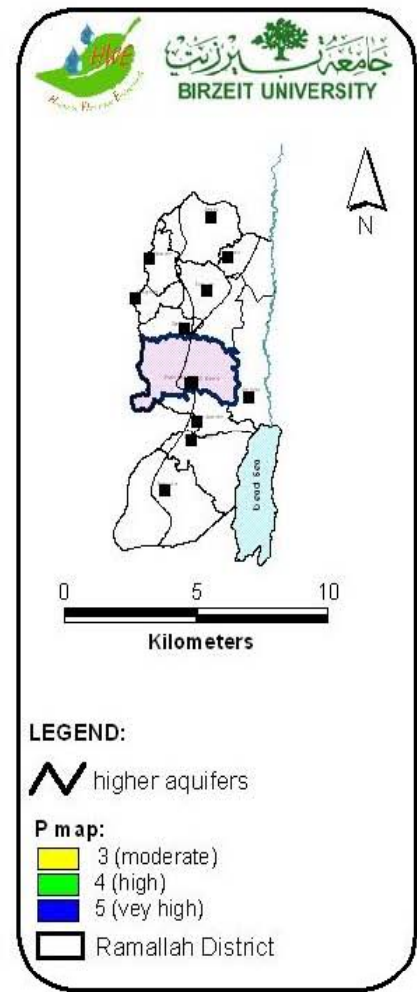 HWE
جامعة بيرزيت
BIRZEIT UNIVERSITY
N
Dead Sea
0 5 10
Kilometers
LEGEND:
higher aquifers
P map:
3 (moderate)
4 (high)
5 (vey high)
Ramallah District